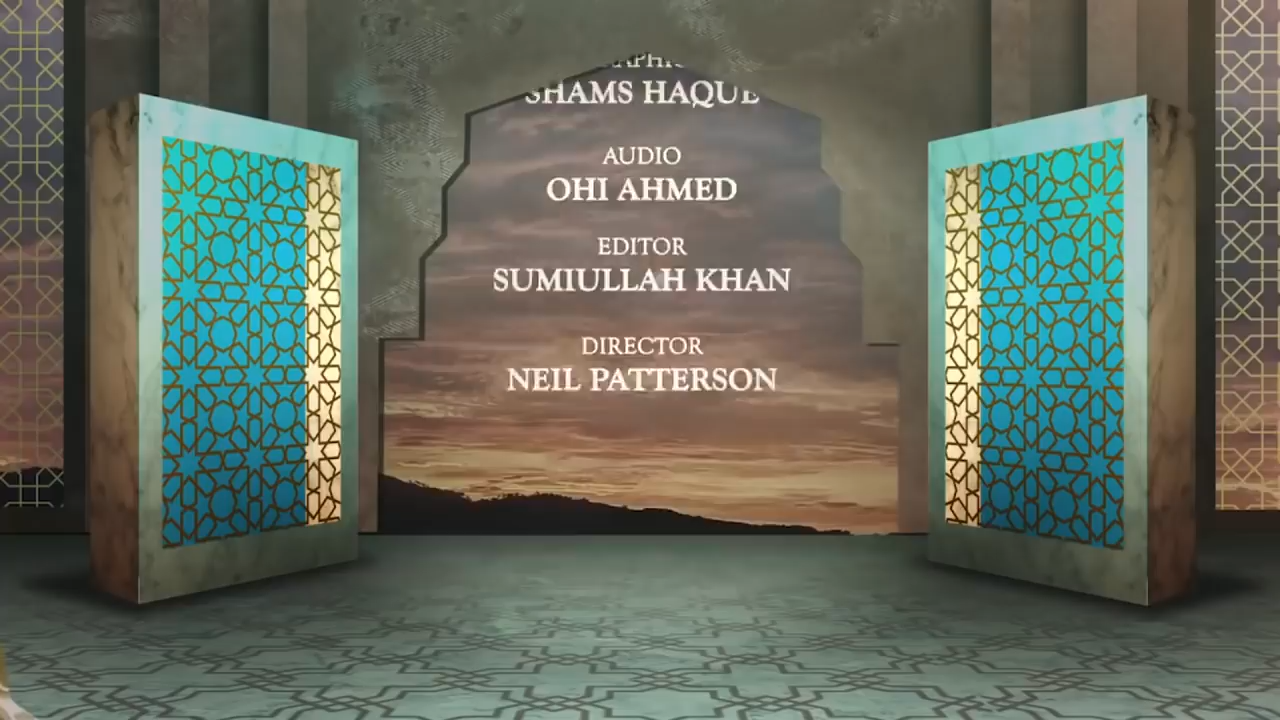 SHAMS HAQUE
AUDIO
OHI AHMED
EDITOR
SUMIULLAH KHAN
DIRECTOR
NEIL PATTERSON